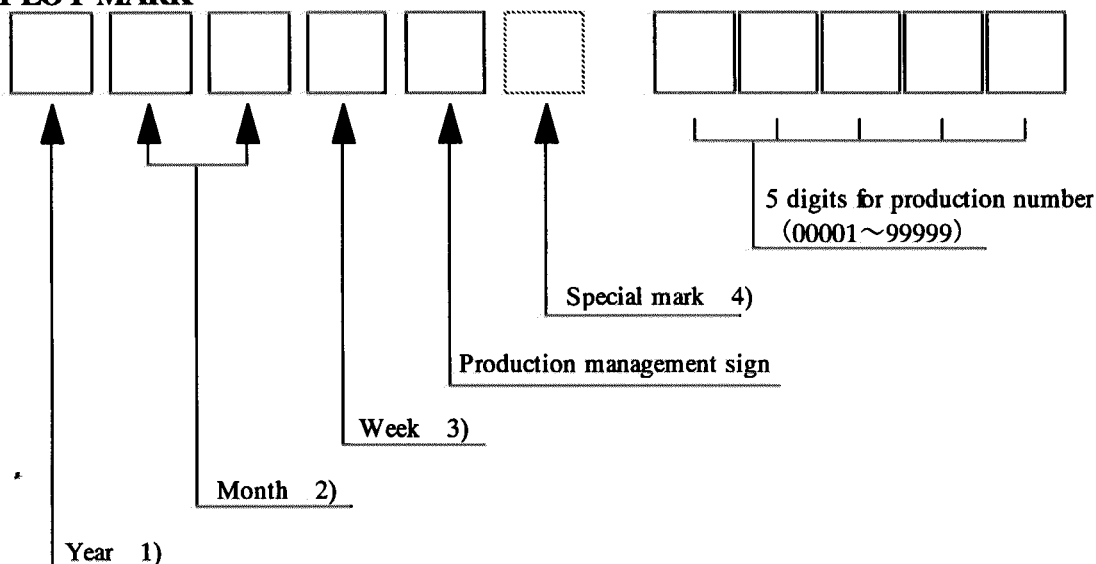 MARK
5 digits for production number
(00001～99999)
Special mark 4)
Production management sign
Week 3)
Month 2)
Year 1)